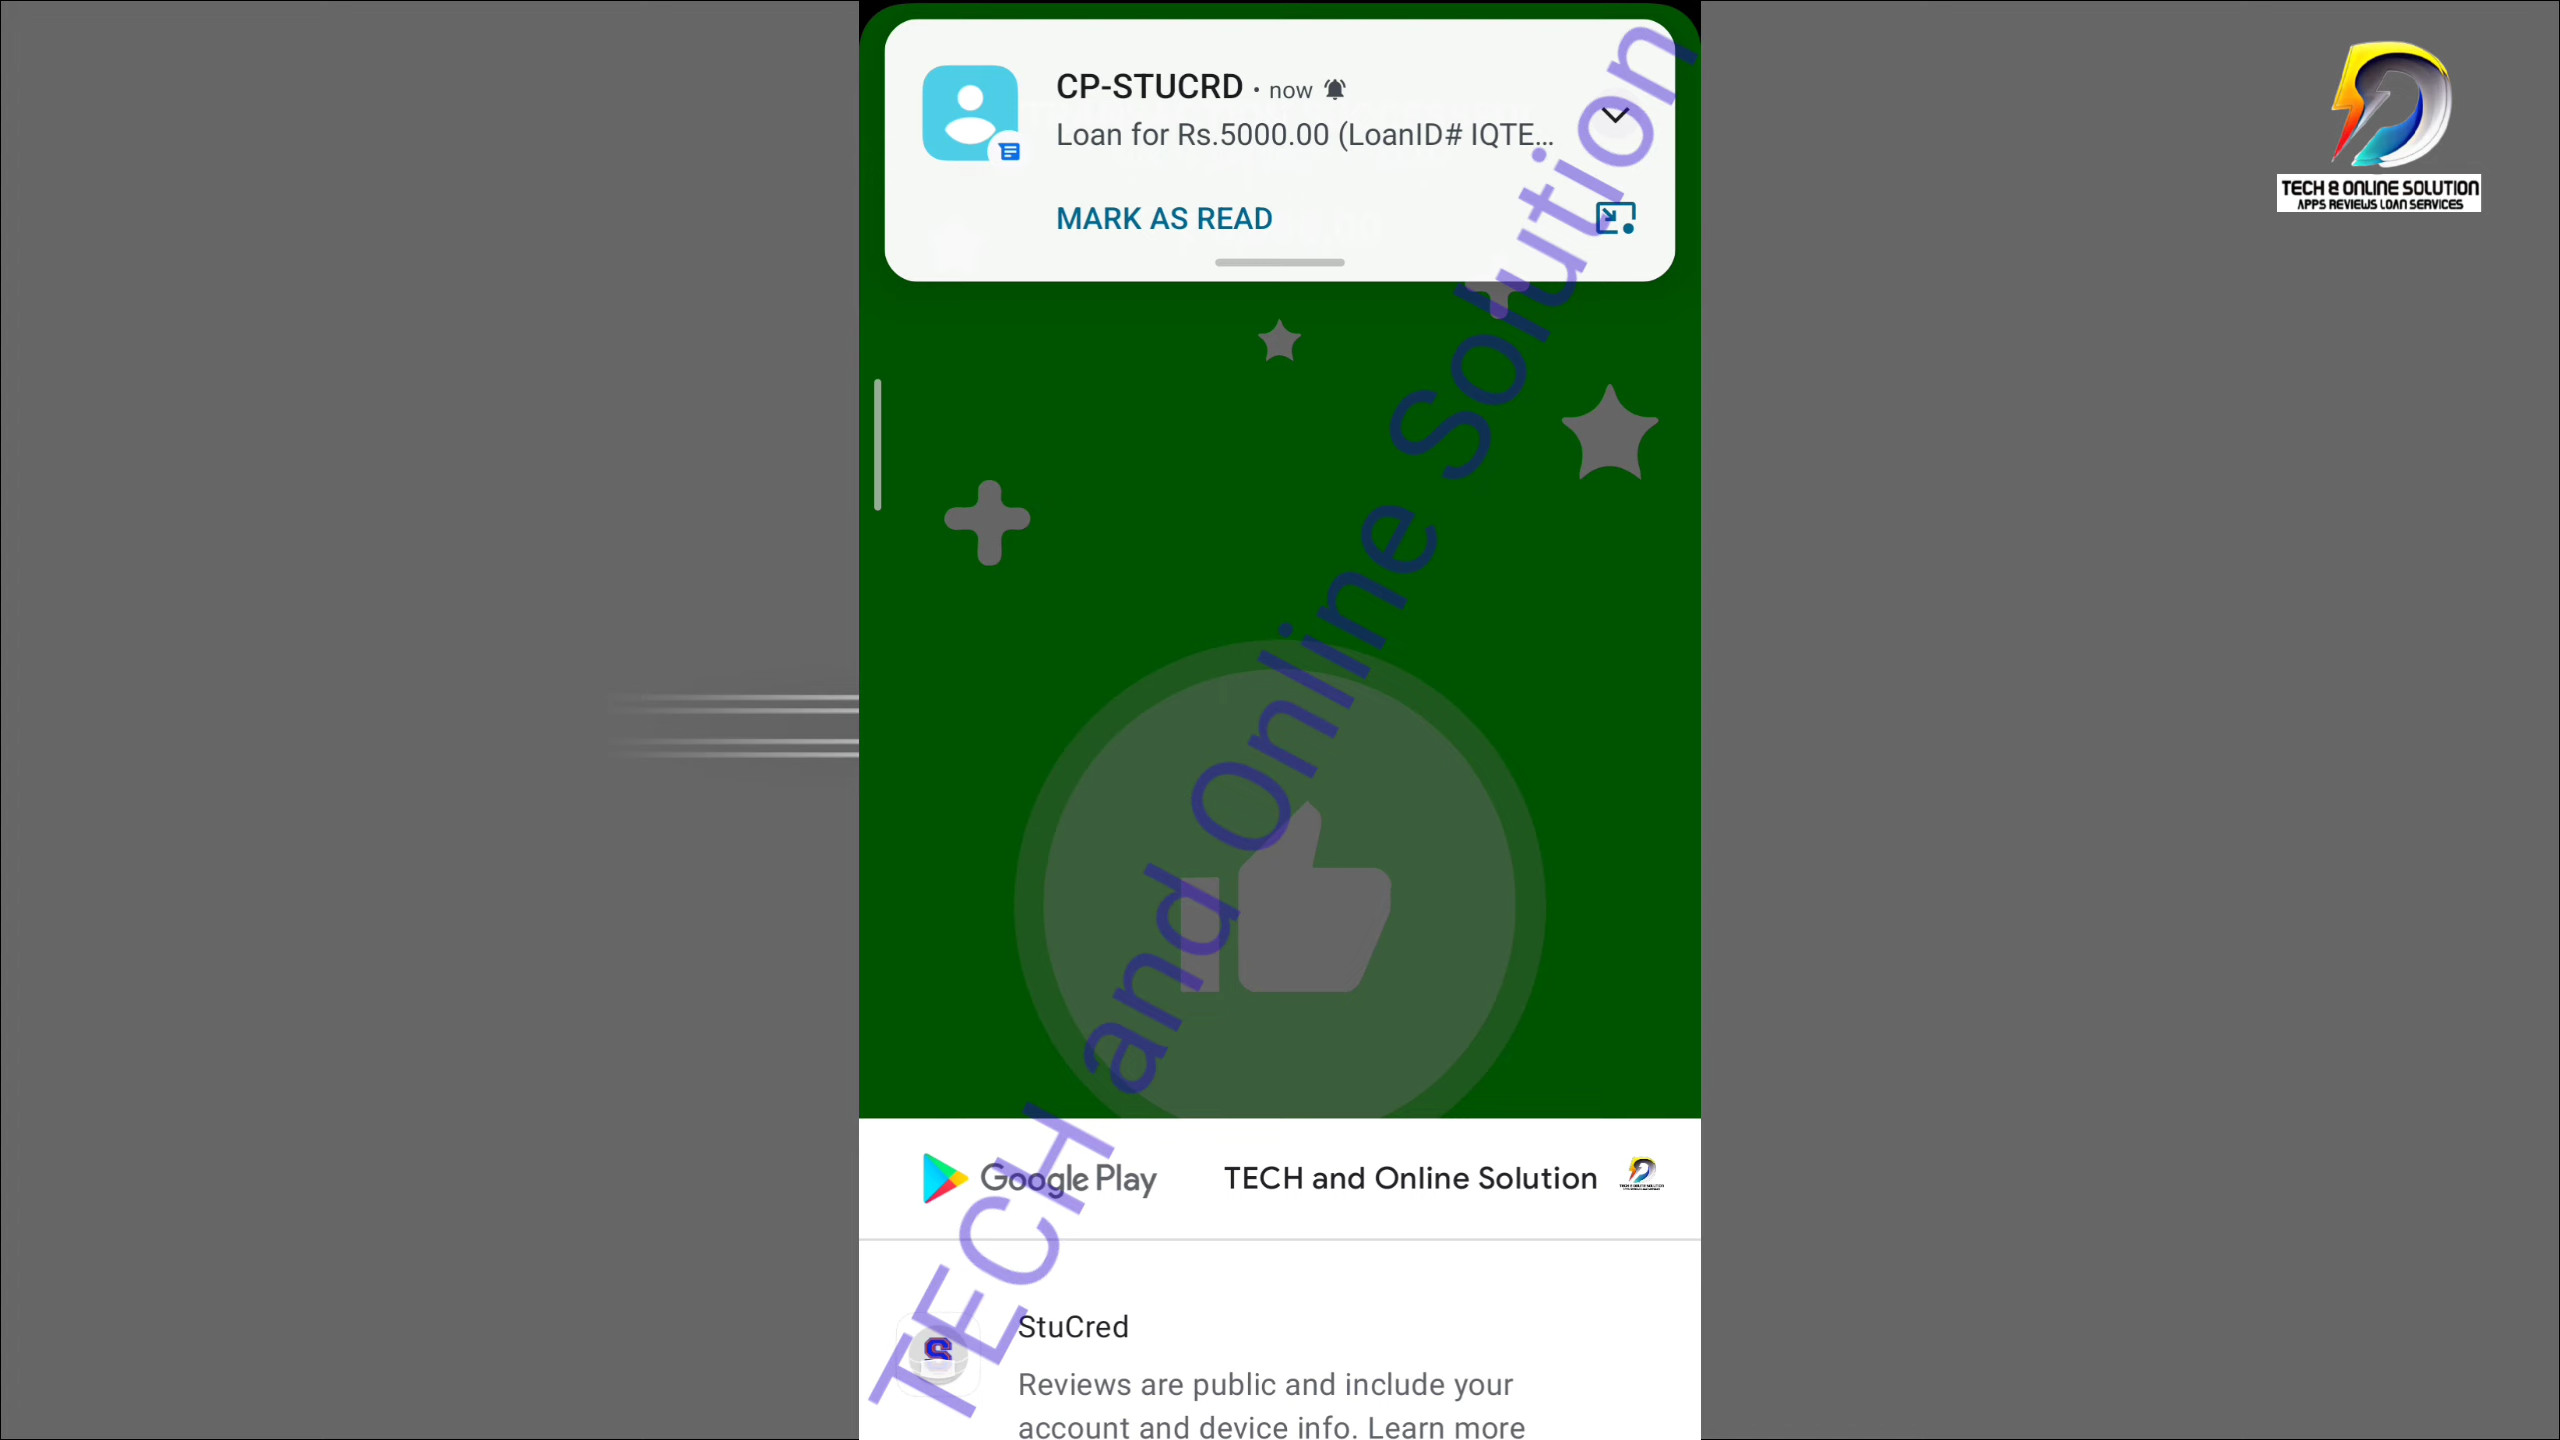 CP-STUCRD • now
Loan for Rs.5000.00 (LoanID# IQTE...
MARK AS READ
TECH & ONLINE SOLUTION
APPS REVIEWS LOAN SERVICES
TECH and Online Solution
Google Play
TECH and Online Solution
StuCred
Reviews are public and include your
account and device info. Learn more